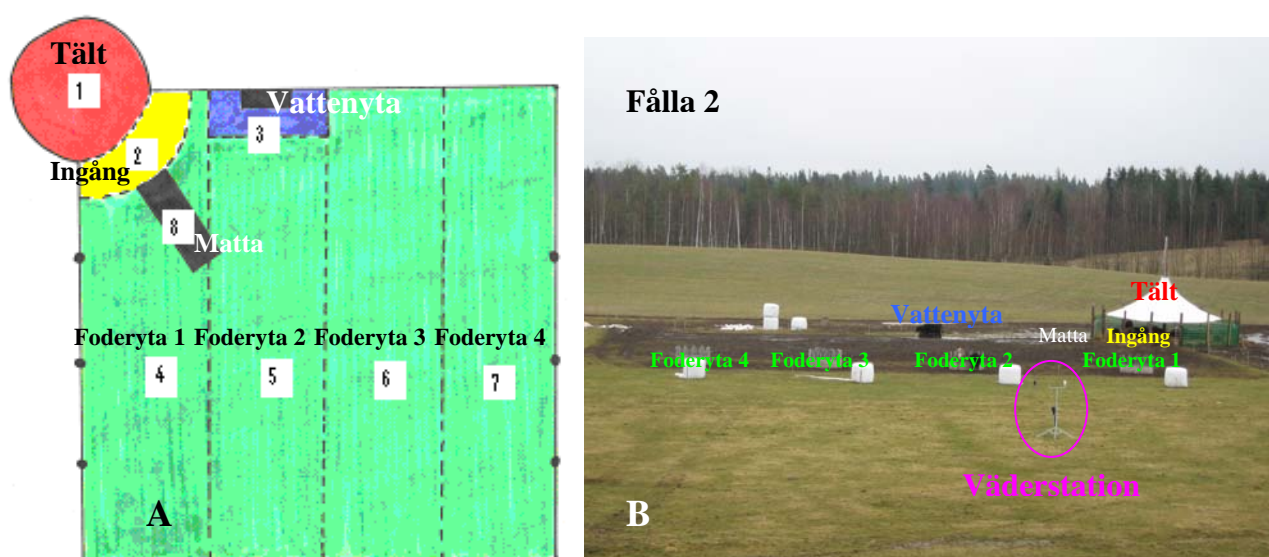 Tält
1
Vattenyta
3
2
Ingång
8
Matta
Foderyta 1 Foderyta 2 Foderyta 3 Foderyta 4
4 5 6 7
A
Fålla 2
Tält
Vattenyta
Matta Ingång
Foderyta 4 Foderyta 3 Foderyta 2 Foderyta 1
Väderstation
B